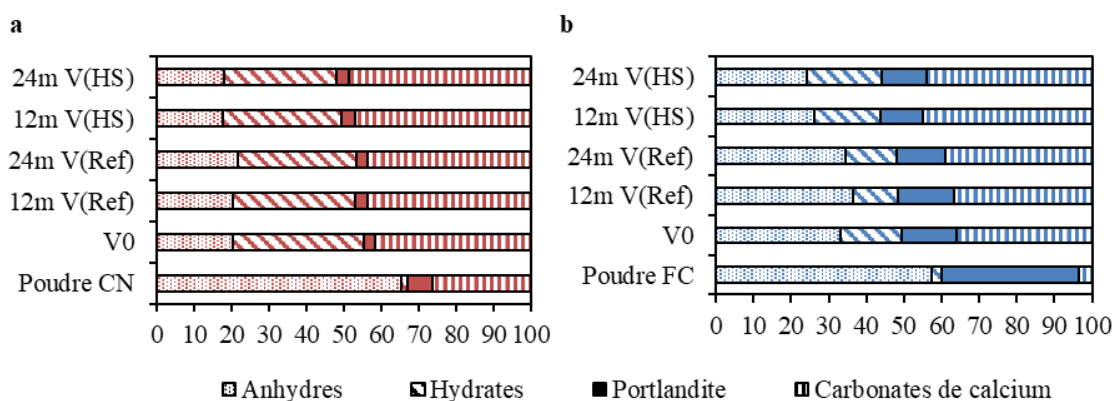 a
24m V(HS)
12m V(HS)
24m V(Ref)
12m V(Ref)
V0
Poudre CN
0 10 20 30 40 50 60 70 80 90 100
b
24m V(HS)
12m V(HS)
24m V(Ref)
12m V(Ref)
V0
Poudre FC
0 10 20 30 40 50 60 70 80 90 100
Anhydres Hydrates Portlandite Carbonates de calcium